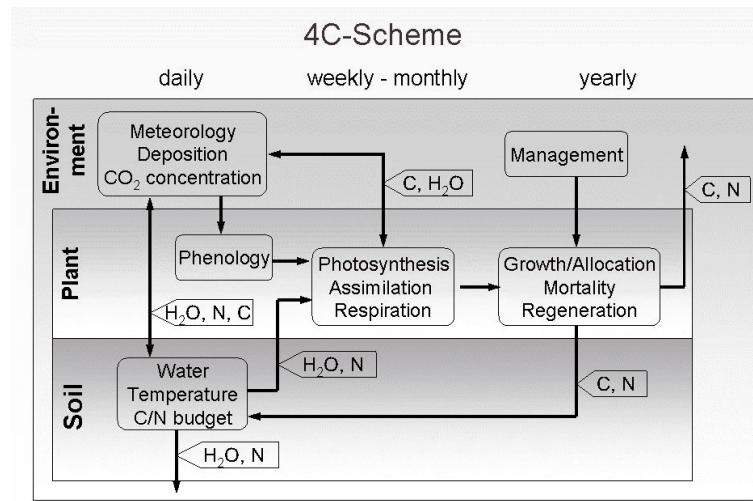 4C-Scheme
daily
weekly - monthly
yearly
Environ-
ment
Meteorology
Deposition
CO₂ concentration
Management
C, H₂O
C, N
Plant
Phenology
Photosynthesis
Assimilation
Respiration
Growth/Allocation
Mortality
Regeneration
H₂O, N, C
Soil
Water
Temperature
C/N budget
H₂O, N
C, N
H₂O, N